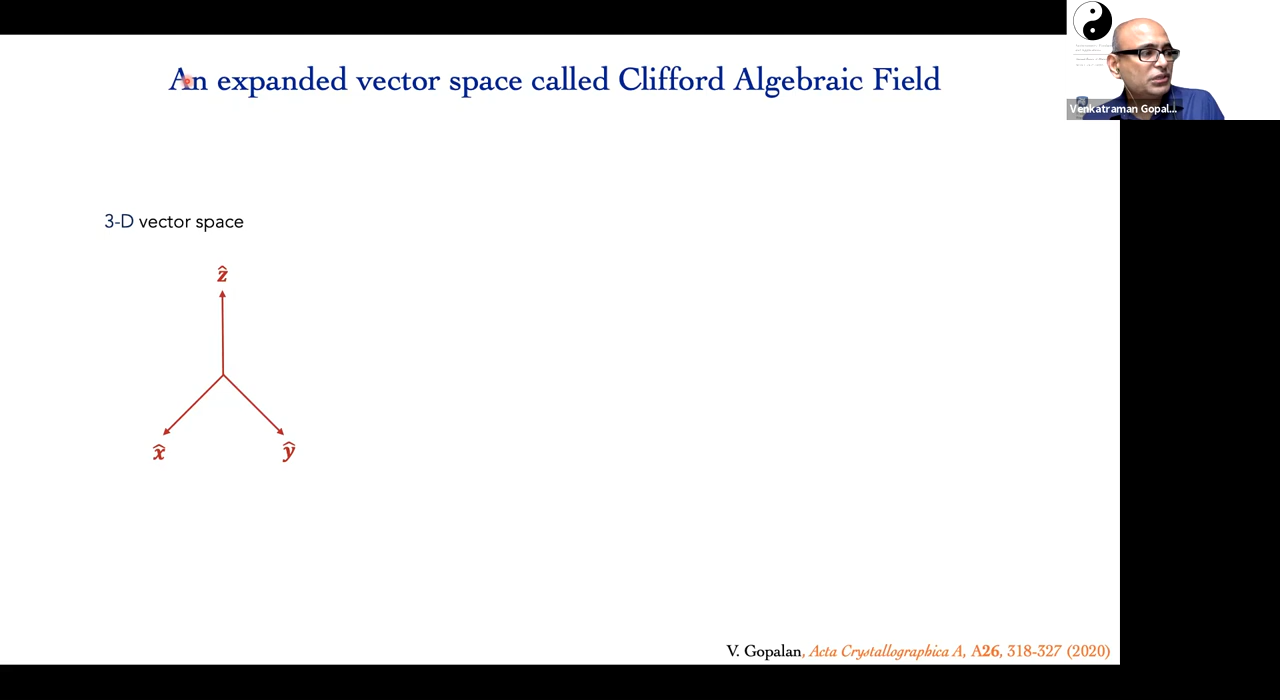 An expanded vector space called Clifford Algebraic Field
Venkatraman Gopal...
3-D vector space
ẑ
x̂
ŷ
V. Gopalan, Acta Crystallographica A, A26, 318-327 (2020)